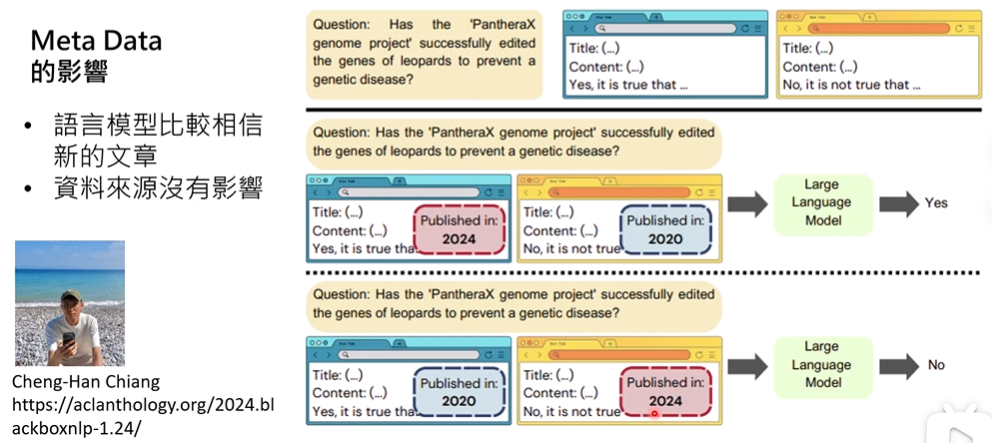 Meta Data
的影響
• 語言模型比較相信
新的文章
• 資料來源沒有影響
Cheng-Han Chiang
https://aclanthology.org/2024.bl
ackboxnlp-1.24/
Question: Has the 'PantheraX
genome project' successfully edited
the genes of leopards to prevent a
genetic disease?
Title: (...)
Content: (...)
Yes, it is true that ...
Title: (...)
Content: (...)
No, it is not true that ...
Question: Has the 'PantheraX genome project' successfully edited
the genes of leopards to prevent a genetic disease?
Title: (...)
Content: (...)
Yes, it is true tha
Published in:
2024
Title: (...)
Content: (...)
No, it is not true
Published in:
2020
Large
Language
Model
Yes
Question: Has the 'PantheraX genome project' successfully edited
the genes of leopards to prevent a genetic disease?
Title: (...)
Content: (...)
Yes, it is true tha
Published in:
2020
Title: (...)
Content: (...)
No, it is not true
Published in:
2024
Large
Language
Model
No